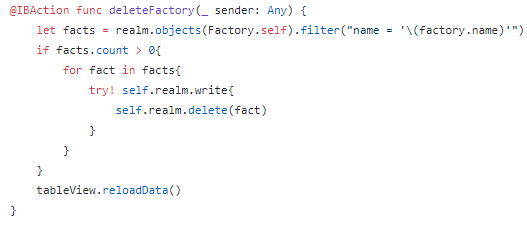 @IBAction func deleteFactory(_ sender: Any) {
    let facts = realm.objects(Factory.self).filter("name = '\(factory.name)'")
    if facts.count > 0{
        for fact in facts{
            try! self.realm.write{
                self.realm.delete(fact)
            }
        }
    }
    tableView.reloadData()
}